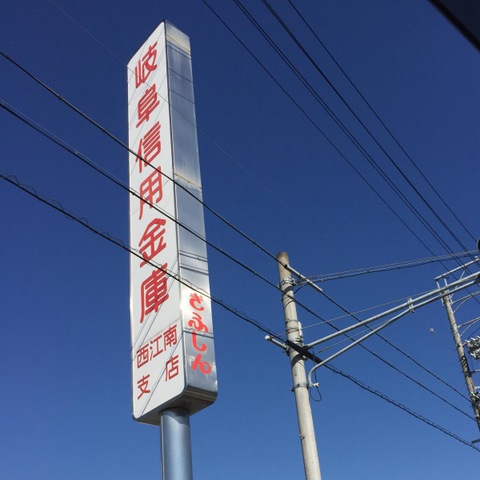 岐阜信用金庫
西江南
支店
ぎふしん